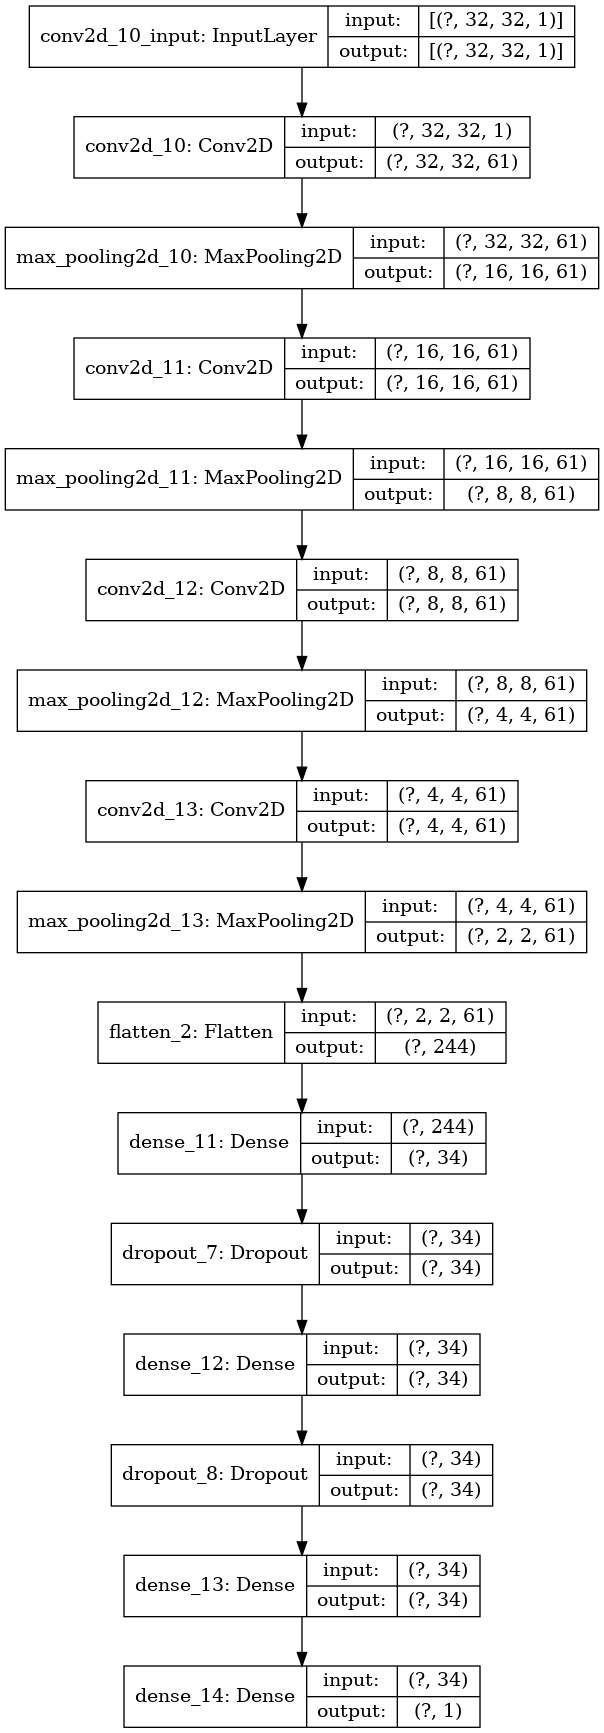 conv2d_10_input: InputLayer
input:
[(?, 32, 32, 1)]
output:
[(?, 32, 32, 1)]
conv2d_10: Conv2D
input:
(?, 32, 32, 1)
output:
(?, 32, 32, 61)
max_pooling2d_10: MaxPooling2D
input:
(?, 32, 32, 61)
output:
(?, 16, 16, 61)
conv2d_11: Conv2D
input:
(?, 16, 16, 61)
output:
(?, 16, 16, 61)
max_pooling2d_11: MaxPooling2D
input:
(?, 16, 16, 61)
output:
(?, 8, 8, 61)
conv2d_12: Conv2D
input:
(?, 8, 8, 61)
output:
(?, 8, 8, 61)
max_pooling2d_12: MaxPooling2D
input:
(?, 8, 8, 61)
output:
(?, 4, 4, 61)
conv2d_13: Conv2D
input:
(?, 4, 4, 61)
output:
(?, 4, 4, 61)
max_pooling2d_13: MaxPooling2D
input:
(?, 4, 4, 61)
output:
(?, 2, 2, 61)
flatten_2: Flatten
input:
(?, 2, 2, 61)
output:
(?, 244)
dense_11: Dense
input:
(?, 244)
output:
(?, 34)
dropout_7: Dropout
input:
(?, 34)
output:
(?, 34)
dense_12: Dense
input:
(?, 34)
output:
(?, 34)
dropout_8: Dropout
input:
(?, 34)
output:
(?, 34)
dense_13: Dense
input:
(?, 34)
output:
(?, 34)
dense_14: Dense
input:
(?, 34)
output:
(?, 1)